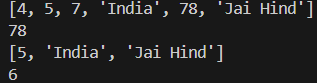 [4, 5, 7, 'India', 78, 'Jai Hind']
78
[5, 'India', 'Jai Hind']
6